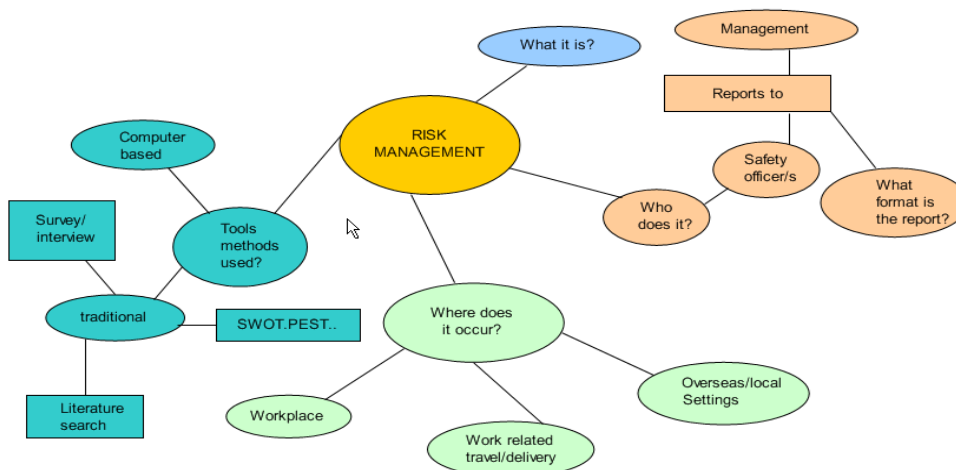 What it is?
Management
Reports to
RISK
MANAGEMENT
Computer
based
Safety
officer/s
What
format is
the report?
Who
does it?
Survey/
interview
Tools
methods
used?
traditional
SWOT.PEST..
Where does
it occur?
Literature
search
Workplace
Work related
travel/delivery
Overseas/local
Settings